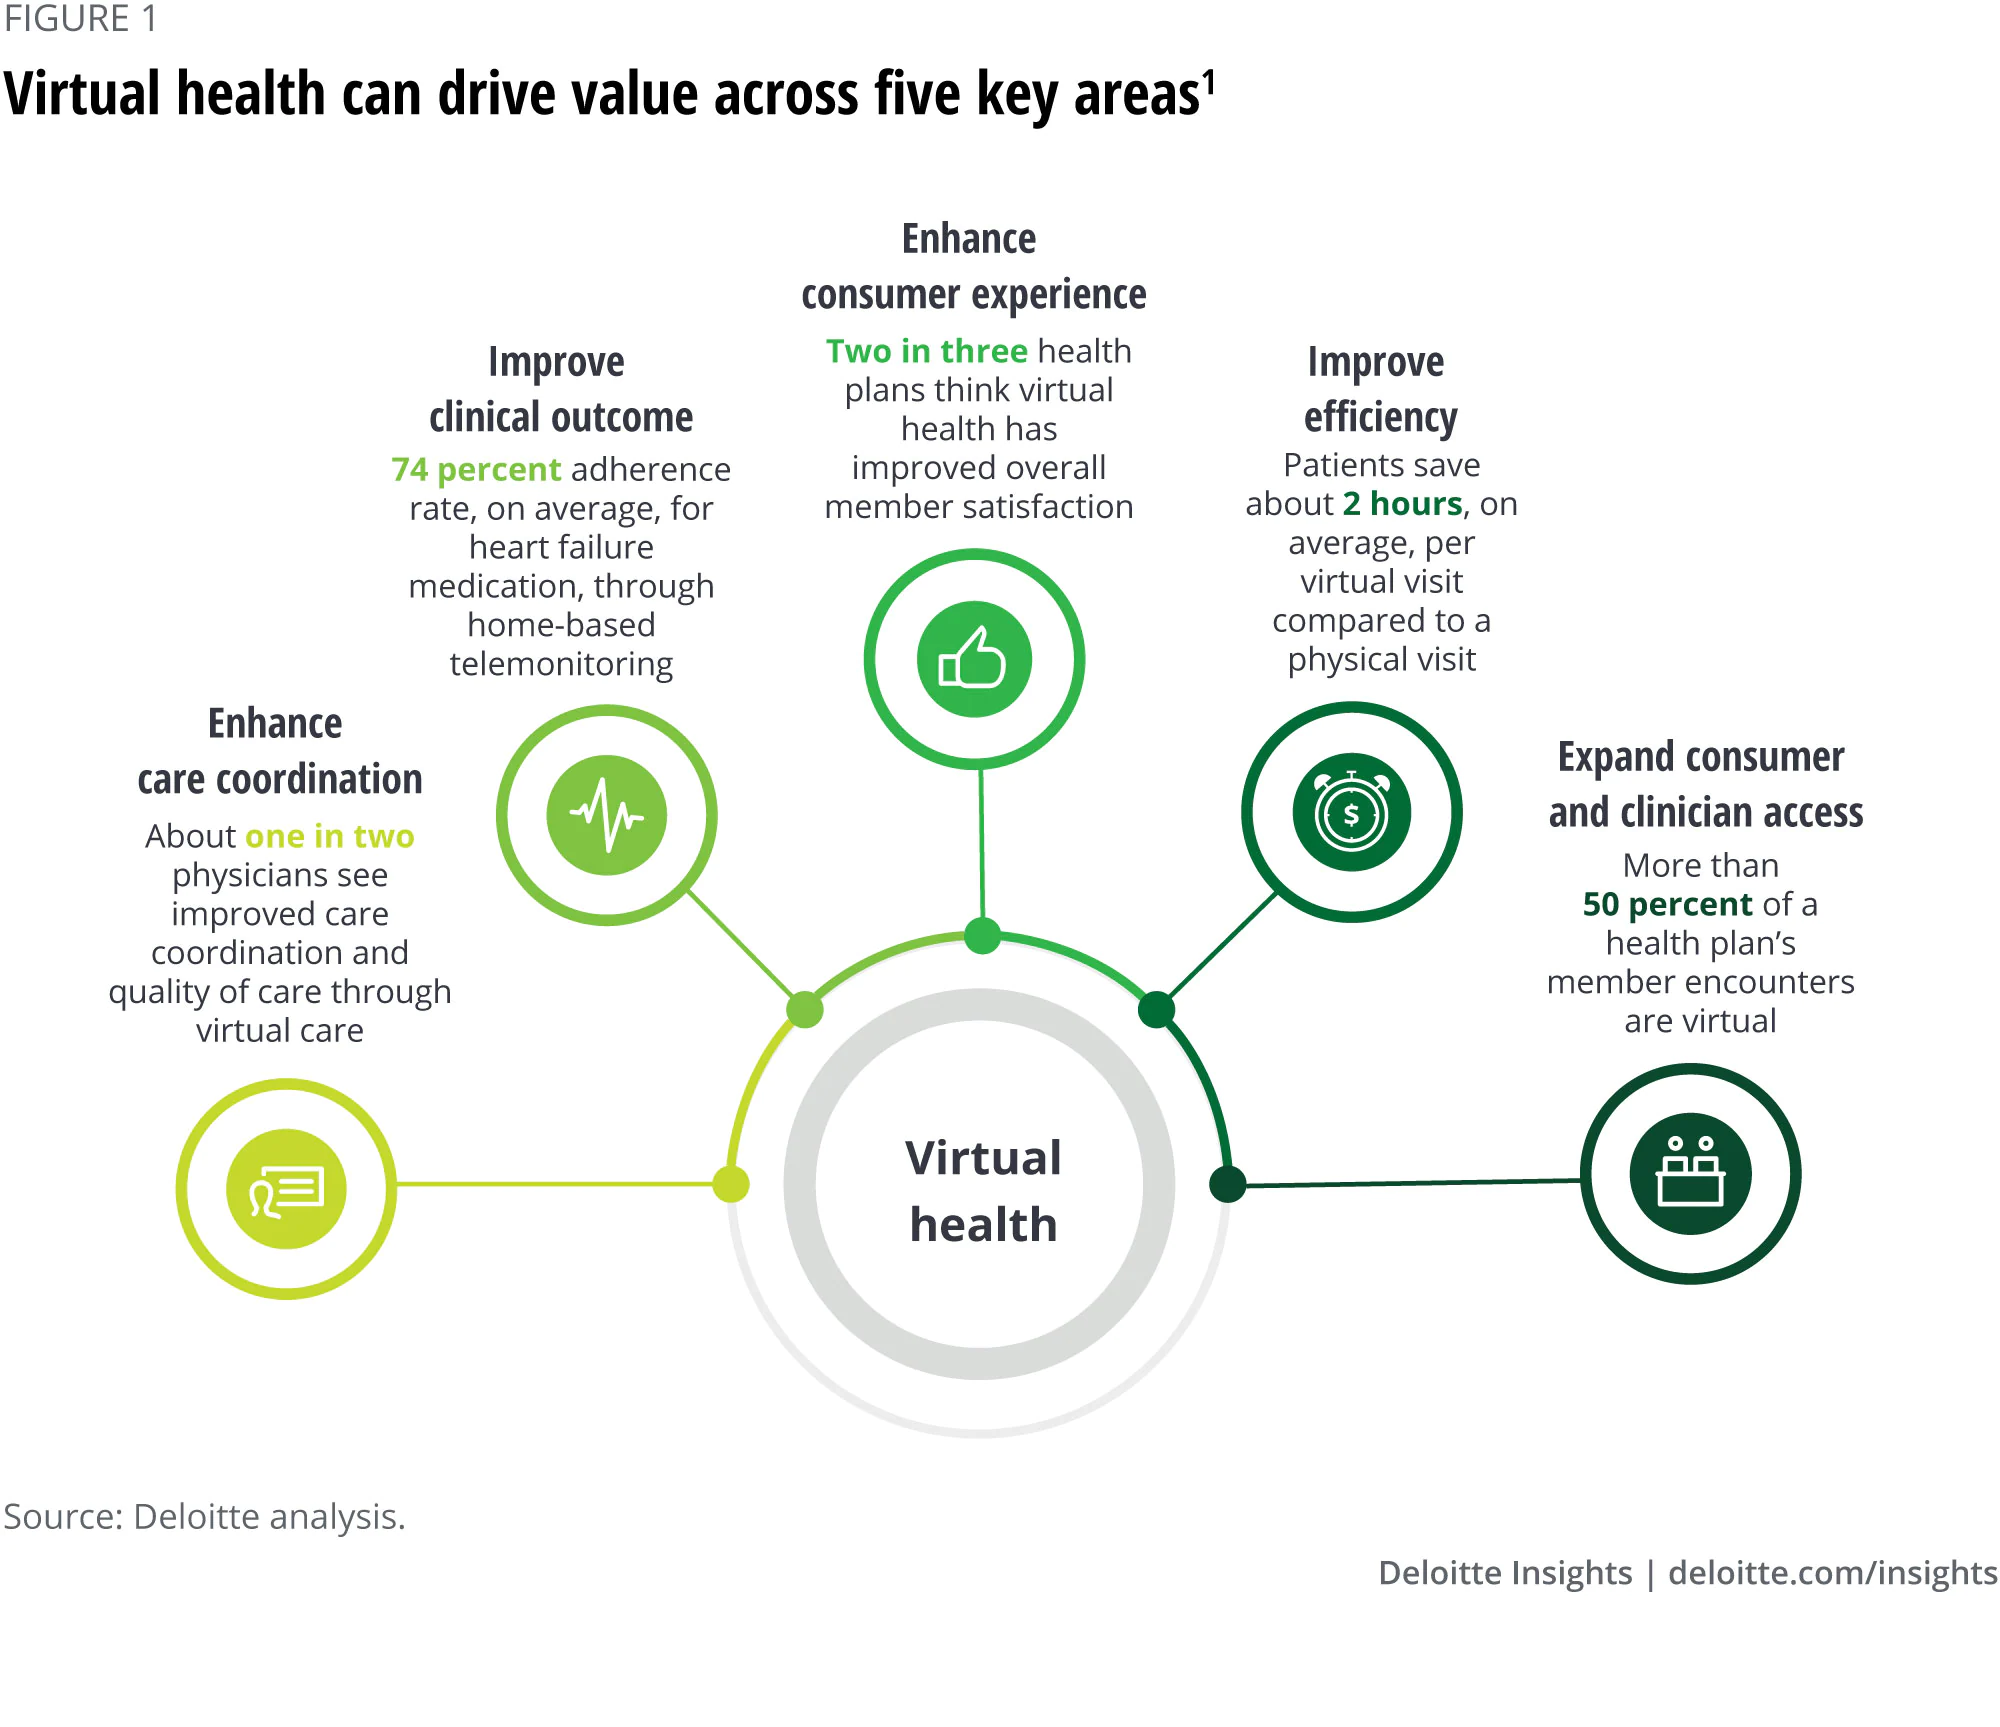 FIGURE 1
Virtual health can drive value across five key areas¹
Enhance
care coordination
About one in two
physicians see
improved care
coordination and
quality of care through
virtual care
Improve
clinical outcome
74 percent adherence
rate, on average, for
heart failure
medication, through
home-based
telemonitoring
Enhance
consumer experience
Two in three health
plans think virtual
health has
improved overall
member satisfaction
Improve
efficiency
Patients save
about 2 hours, on
average, per
virtual visit
compared to a
physical visit
$
Expand consumer
and clinician access
More than
50 percent of a
health plan’s
member encounters
are virtual
Virtual
health
Source: Deloitte analysis.
Deloitte Insights | deloitte.com/insights